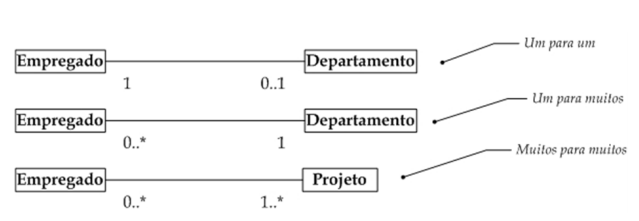 Um para um
Empregado Departamento
1 0..1
Um para muitos
Empregado Departamento
0..* 1
Muitos para muitos
Empregado Projeto
0..* 1..*